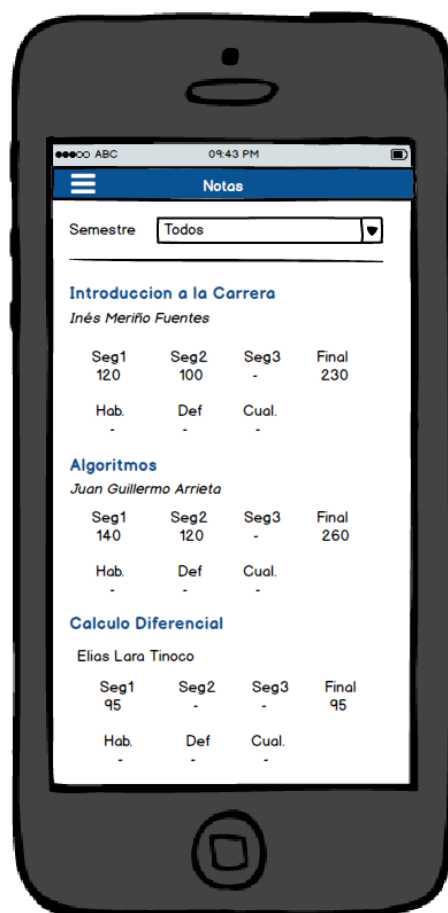 ABC 09:43 PM
Notas
Semestre Todos
Introduccion a la Carrera
Inés Meriño Fuentes
Seg1 Seg2 Seg3 Final
120 100 - 230
Hab. Def Cual.
- - -
Algoritmos
Juan Guillermo Arrieta
Seg1 Seg2 Seg3 Final
140 120 - 260
Hab. Def Cual.
- - -
Calculo Diferencial
Elias Lara Tinoco
Seg1 Seg2 Seg3 Final
95 - - 95
Hab. Def Cual.
- - -